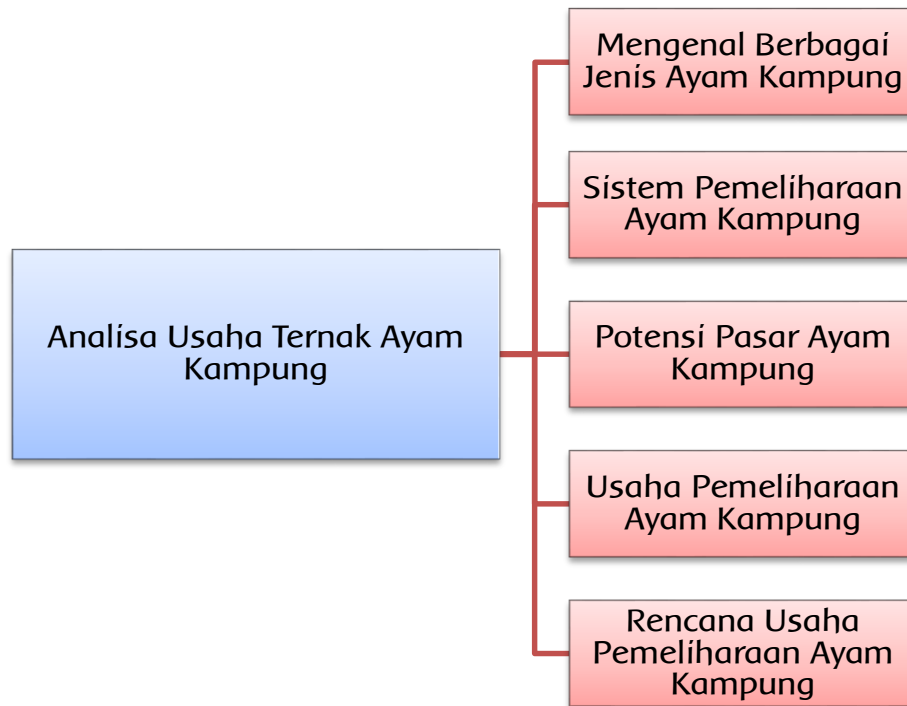 Analisa Usaha Ternak Ayam
Kampung
Mengenal Berbagai
Jenis Ayam Kampung
Sistem Pemeliharaan
Ayam Kampung
Potensi Pasar Ayam
Kampung
Usaha Pemeliharaan
Ayam Kampung
Rencana Usaha
Pemeliharaan Ayam
Kampung